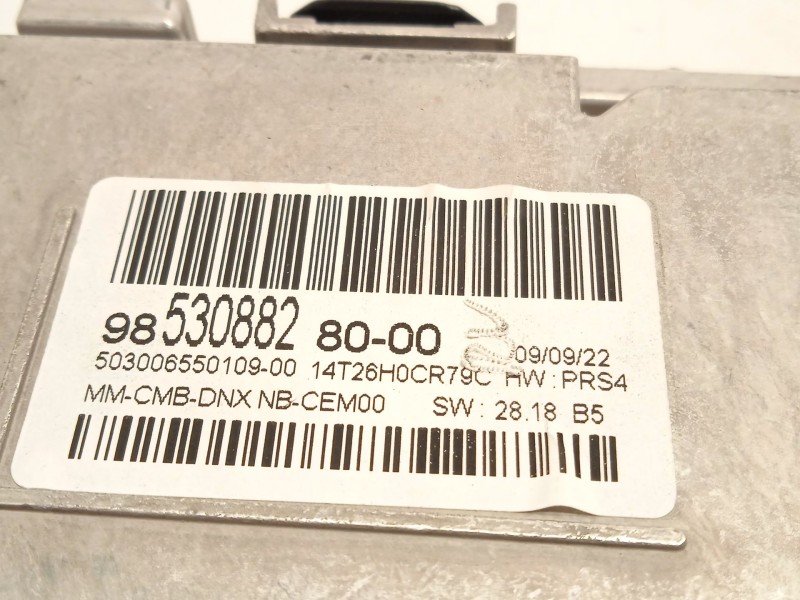 98 530882 80-00 09/09/22
503006550109-00 14T26H0CR79C HW: PRS4
MM-CMB-DNX NB-CEM00 SW: 28.18 B5